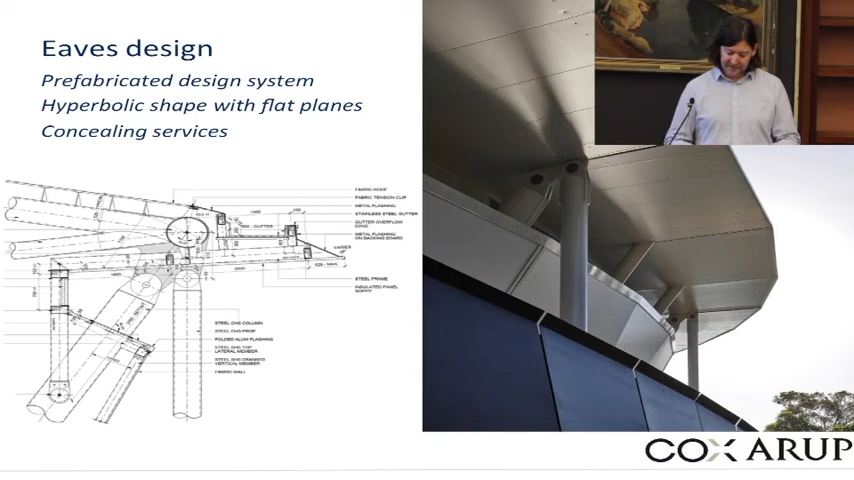 Eaves design
Prefabricated design system
Hyperbolic shape with flat planes
Concealing services
FABRIC ROOF
FABRIC TENSION CLIP
METAL FLASHING
STAINLESS STEEL GUTTER
GUTTER OVERFLOW
EDGE
METAL FLASHING
ON BACKING BOARD
VARIES
STEEL FRAME
INSULATED PANEL
SOFFIT
STEEL CHS COLUMN
STEEL CHS PROP
FOLDED ALUM FLASHING
STEEL SHS TOP
LATERAL MEMBER
STEEL SHS CRANKED
VERTICAL MEMBER
FABRIC WALL
COX ARUP